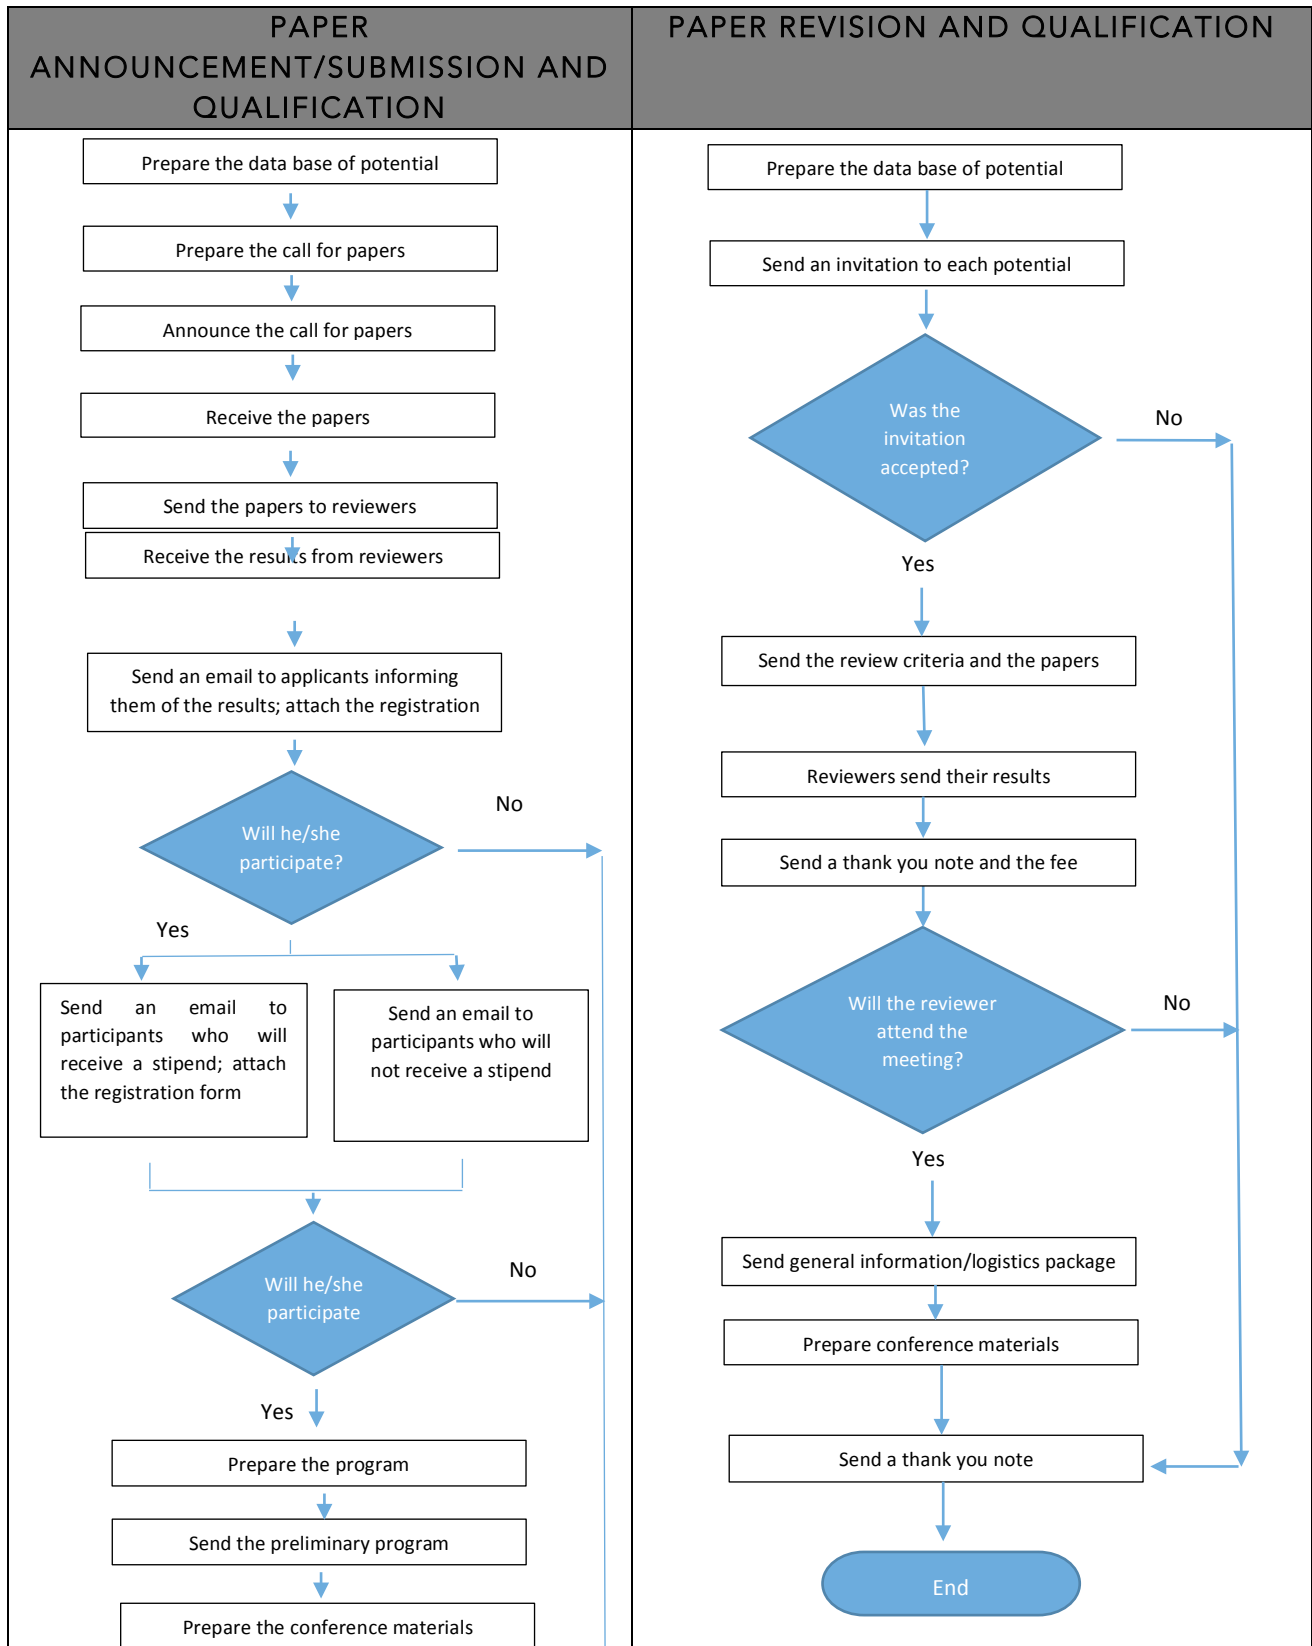 PAPER
ANNOUNCEMENT/SUBMISSION AND
QUALIFICATION
Prepare the data base of potential
Prepare the call for papers
Announce the call for papers
Receive the papers
Send the papers to reviewers
Receive the results from reviewers
Send an email to applicants informing
them of the results; attach the registration
Will he/she
participate?
No
Yes
Send an email to
participants who will
receive a stipend; attach
the registration form
Send an email to
participants who will
not receive a stipend
Will he/she
participate
No
Yes
Prepare the program
Send the preliminary program
Prepare the conference materials
PAPER REVISION AND QUALIFICATION
Prepare the data base of potential
Send an invitation to each potential
Was the
invitation
accepted?
No
Yes
Send the review criteria and the papers
Reviewers send their results
Send a thank you note and the fee
Will the reviewer
attend the
meeting?
No
Yes
Send general information/logistics package
Prepare conference materials
Send a thank you note
End